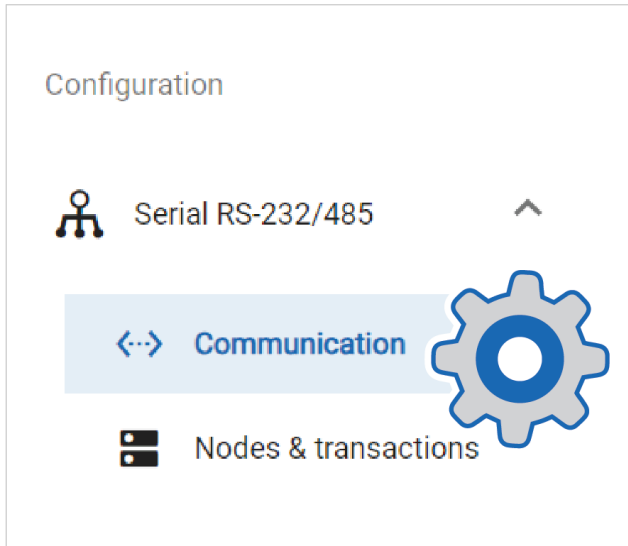 Configuration
Serial RS-232/485
Communication
Nodes & transactions